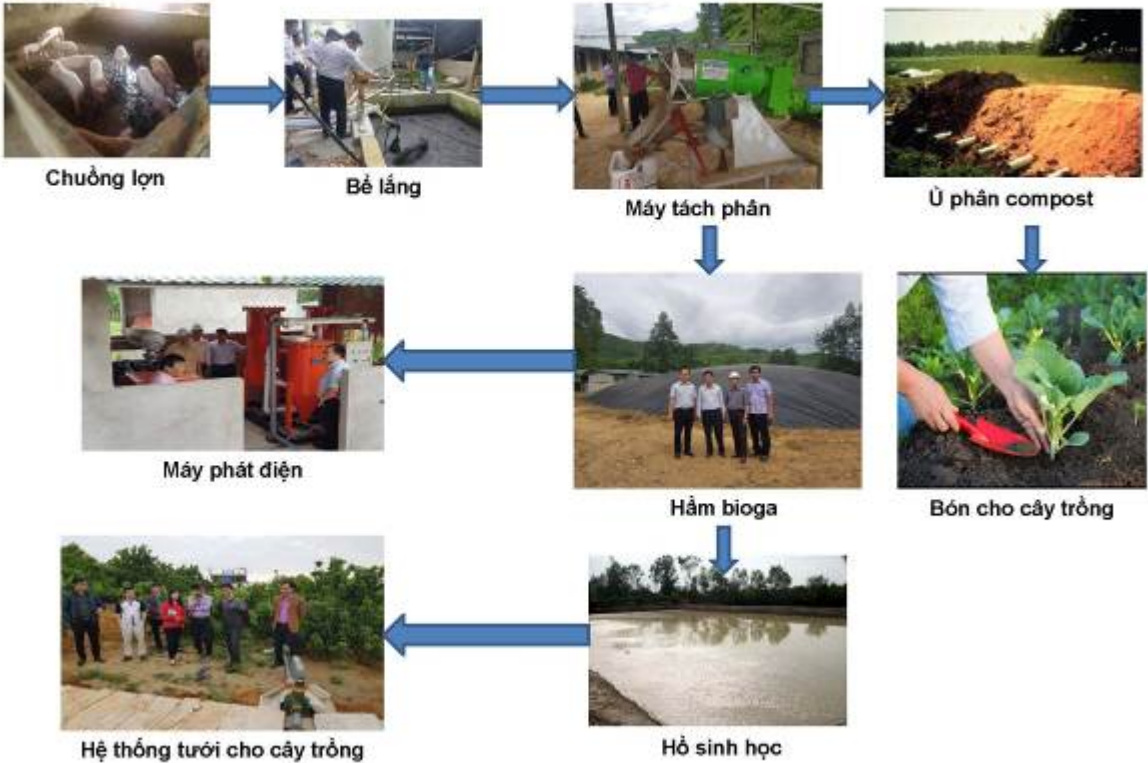 Chuồng lợn
Bể lắng
Máy tách phân
Ủ phân compost
Máy phát điện
Hầm bioga
Bón cho cây trồng
Hệ thống tưới cho cây trồng
Hồ sinh học